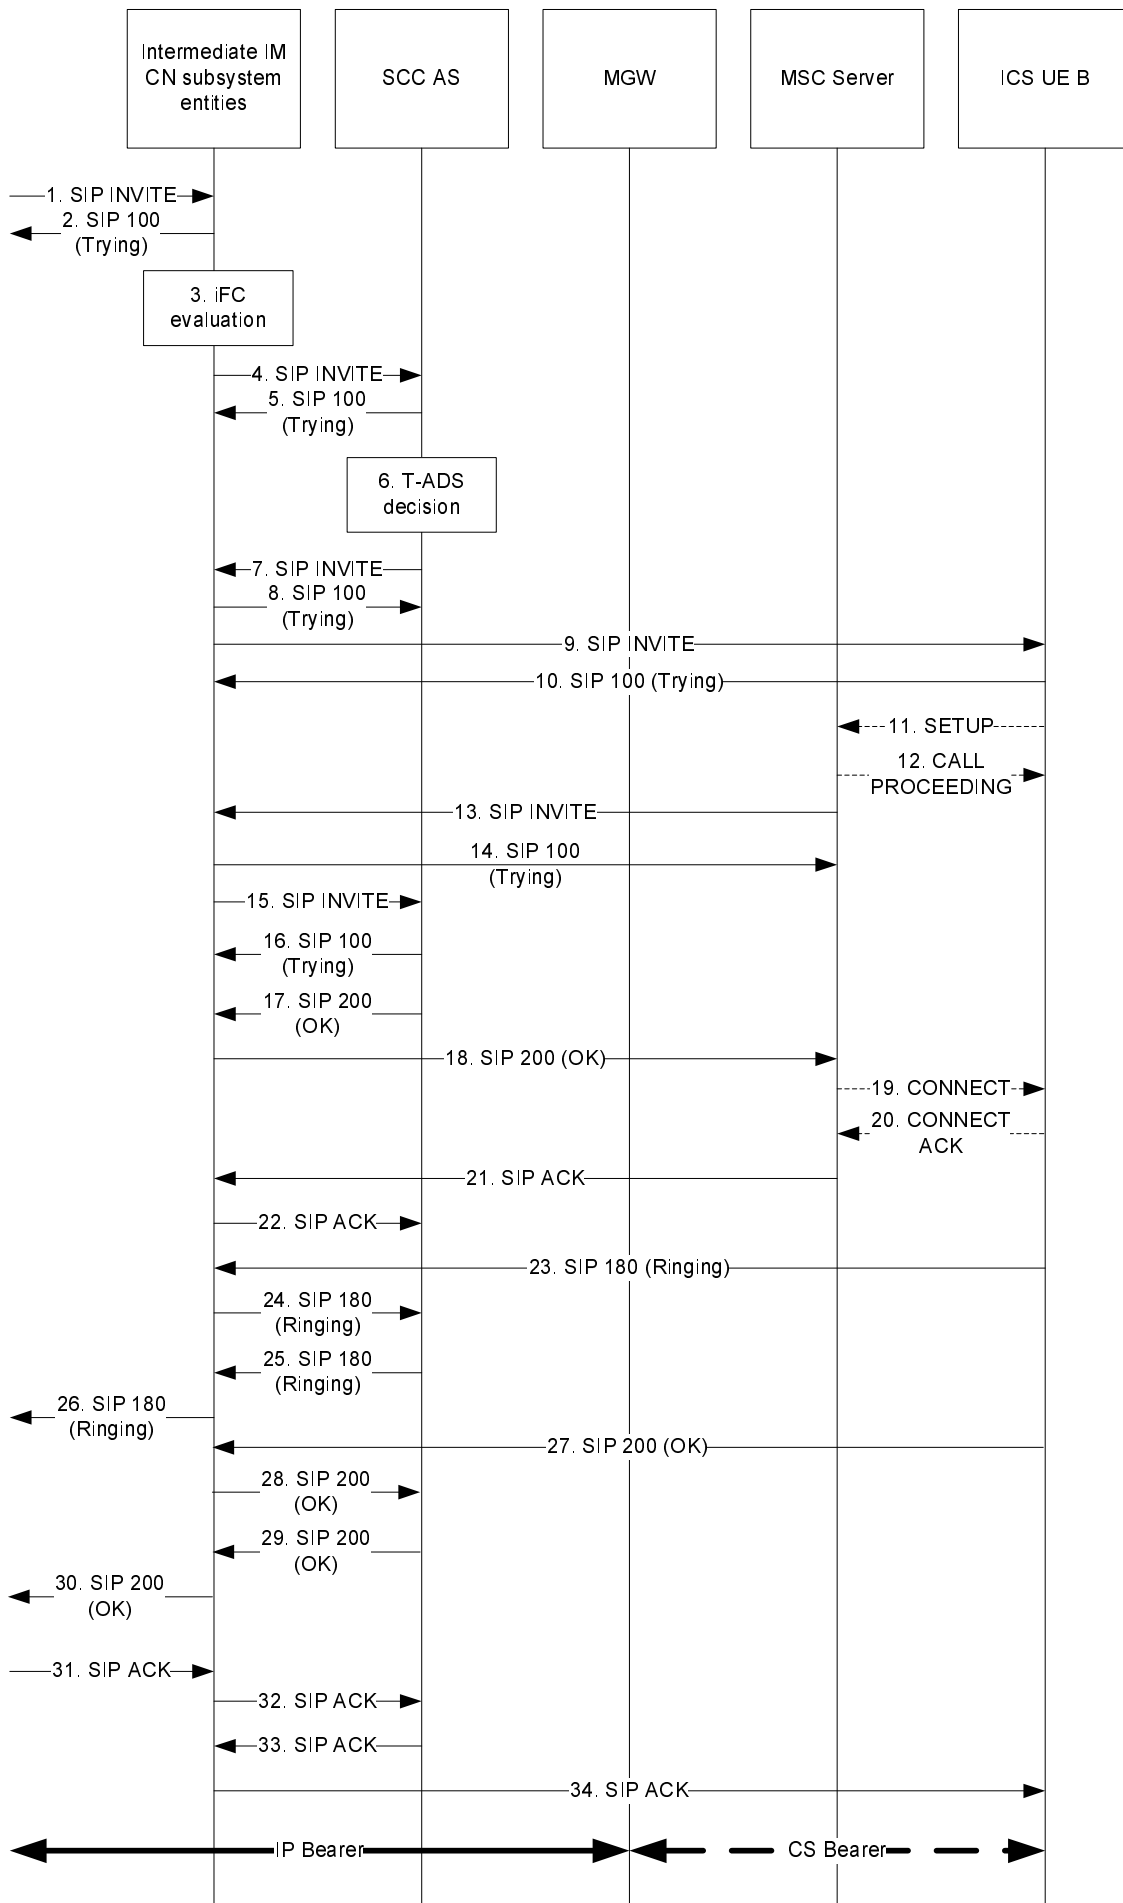 Intermediate IM
CN subsystem
entities
SCC AS
MGW
MSC Server
ICS UE B
1. SIP INVITE
2. SIP 100
(Trying)
3. iFC
evaluation
4. SIP INVITE
5. SIP 100
(Trying)
6. T-ADS
decision
7. SIP INVITE
8. SIP 100
(Trying)
9. SIP INVITE
10. SIP 100 (Trying)
11. SETUP
12. CALL
PROCEEDING
13. SIP INVITE
14. SIP 100
(Trying)
15. SIP INVITE
16. SIP 100
(Trying)
17. SIP 200
(OK)
18. SIP 200 (OK)
19. CONNECT
20. CONNECT
ACK
21. SIP ACK
22. SIP ACK
23. SIP 180 (Ringing)
24. SIP 180
(Ringing)
25. SIP 180
(Ringing)
26. SIP 180
(Ringing)
27. SIP 200 (OK)
28. SIP 200
(OK)
29. SIP 200
(OK)
30. SIP 200
(OK)
31. SIP ACK
32. SIP ACK
33. SIP ACK
34. SIP ACK
IP Bearer
CS Bearer